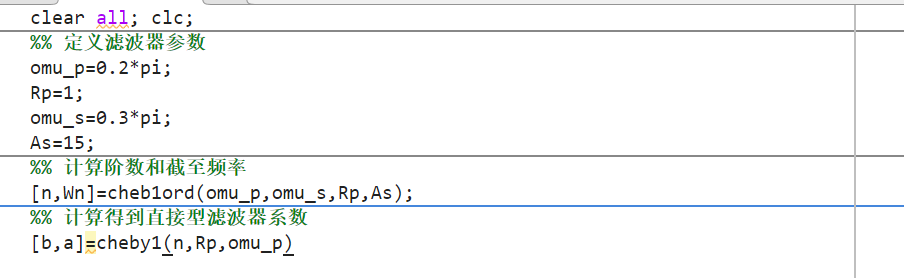 clear all; clc;
%% 定义滤波器参数
omu_p=0.2*pi;
Rp=1;
omu_s=0.3*pi;
As=15;
%% 计算阶数和截至频率
[n,Wn]=cheb1ord(omu_p,omu_s,Rp,As);
%% 计算得到直接型滤波器系数
[b,a]=cheby1(n,Rp,omu_p)